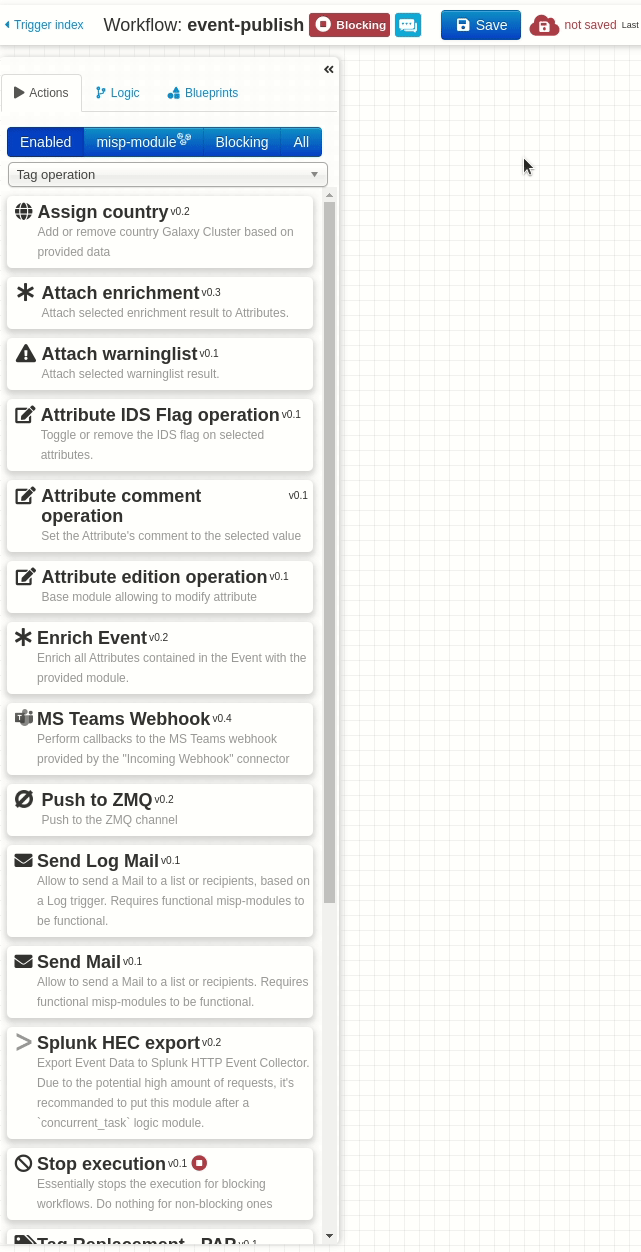 Trigger index
Workflow: event-publish
Blocking
Save
not saved Last
«
Actions
Logic
Blueprints
Enabled
misp-module
Blocking
All
Tag operation
Assign country v0.2
Add or remove country Galaxy Cluster based on
provided data
Attach enrichment v0.3
Attach selected enrichment result to Attributes.
Attach warninglist v0.1
Attach selected warninglist result.
Attribute IDS Flag operation v0.1
Toggle or remove the IDS flag on selected
attributes.
Attribute comment v0.1
operation
Set the Attribute's comment to the selected value
Attribute edition operation v0.1
Base module allowing to modify attribute
Enrich Event v0.2
Enrich all Attributes contained in the Event with the
provided module.
MS Teams Webhook v0.4
Perform callbacks to the MS Teams webhook
provided by the "Incoming Webhook" connector
Push to ZMQ v0.2
Push to the ZMQ channel
Send Log Mail v0.1
Allow to send a Mail to a list or recipients, based on
a Log trigger. Requires functional misp-modules to
be functional.
Send Mail v0.1
Allow to send a Mail to a list or recipients. Requires
functional misp-modules to be functional.
Splunk HEC export v0.2
Export Event Data to Splunk HTTP Event Collector.
Due to the potential high amount of requests, it's
recommanded to put this module after a
`concurrent_task` logic module.
Stop execution v0.1
Essentially stops the execution for blocking
workflows. Do nothing for non-blocking ones
Tag Replacement - PAP v0.1